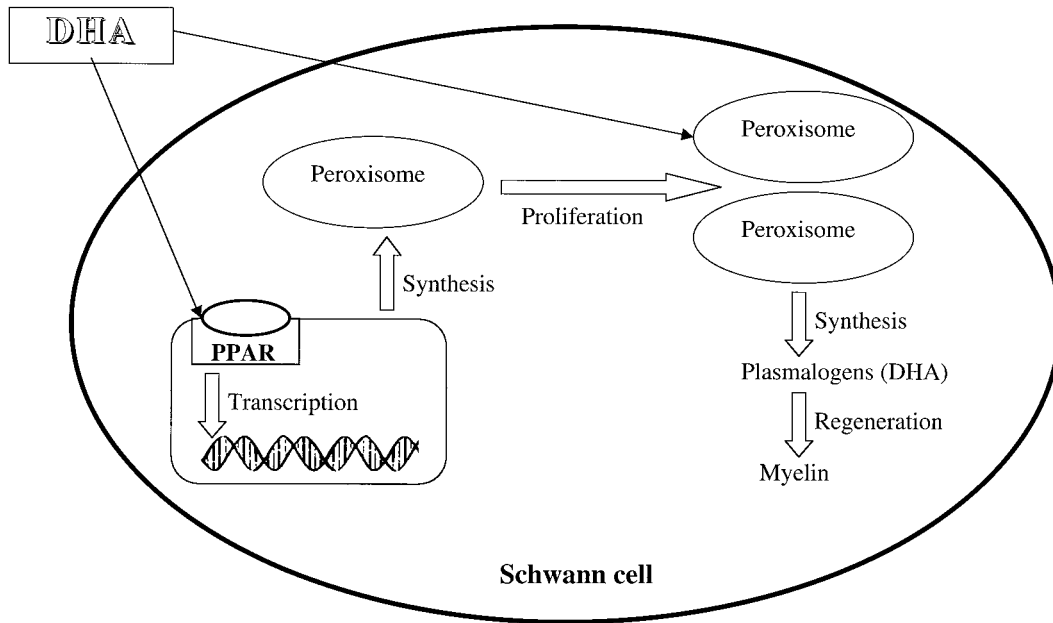 DHA
Peroxisome
Peroxisome
Proliferation
Peroxisome
Synthesis
PPAR
Transcription
Synthesis
Plasmalogens (DHA)
Regeneration
Myelin
Schwann cell